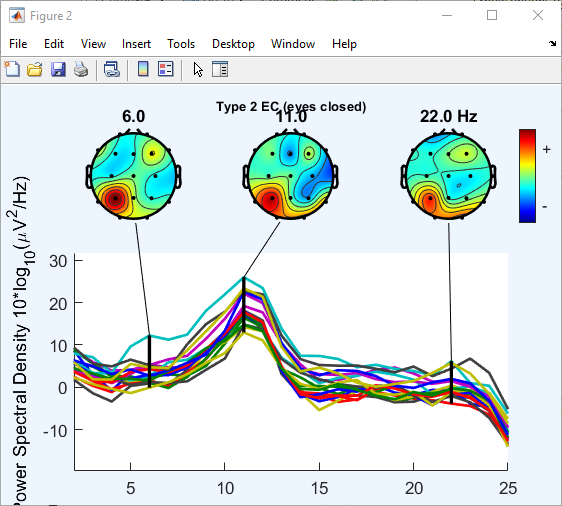 Figure 2
File Edit View Insert Tools Desktop Window Help
Type 2 EC (eyes closed)
6.0 11.0 22.0 Hz
+
-
Power Spectral Density 10*log10(μV2/Hz)
30
20
10
0
-10
5 10 15 20 25